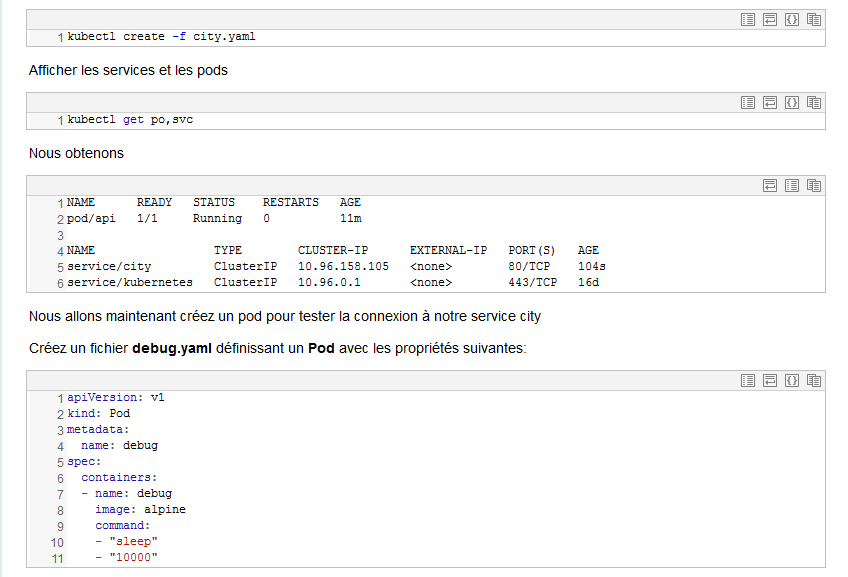 1 kubectl create -f city.yaml
Afficher les services et les pods
1 kubectl get po,svc
Nous obtenons
1 NAME      READY   STATUS    RESTARTS   AGE
2 pod/api   1/1     Running   0          11m
3
4 NAME                 TYPE        CLUSTER-IP      EXTERNAL-IP   PORT(S)   AGE
5 service/city         ClusterIP   10.96.158.105   <none>        80/TCP    104s
6 service/kubernetes   ClusterIP   10.96.0.1       <none>        443/TCP   16d
Nous allons maintenant créez un pod pour tester la connexion à notre service city
Créez un fichier debug.yaml définissant un Pod avec les propriétés suivantes:
1 apiVersion: v1
2 kind: Pod
3 metadata:
4   name: debug
5 spec:
6   containers:
7   - name: debug
8     image: alpine
9     command:
10     - "sleep"
11     - "10000"